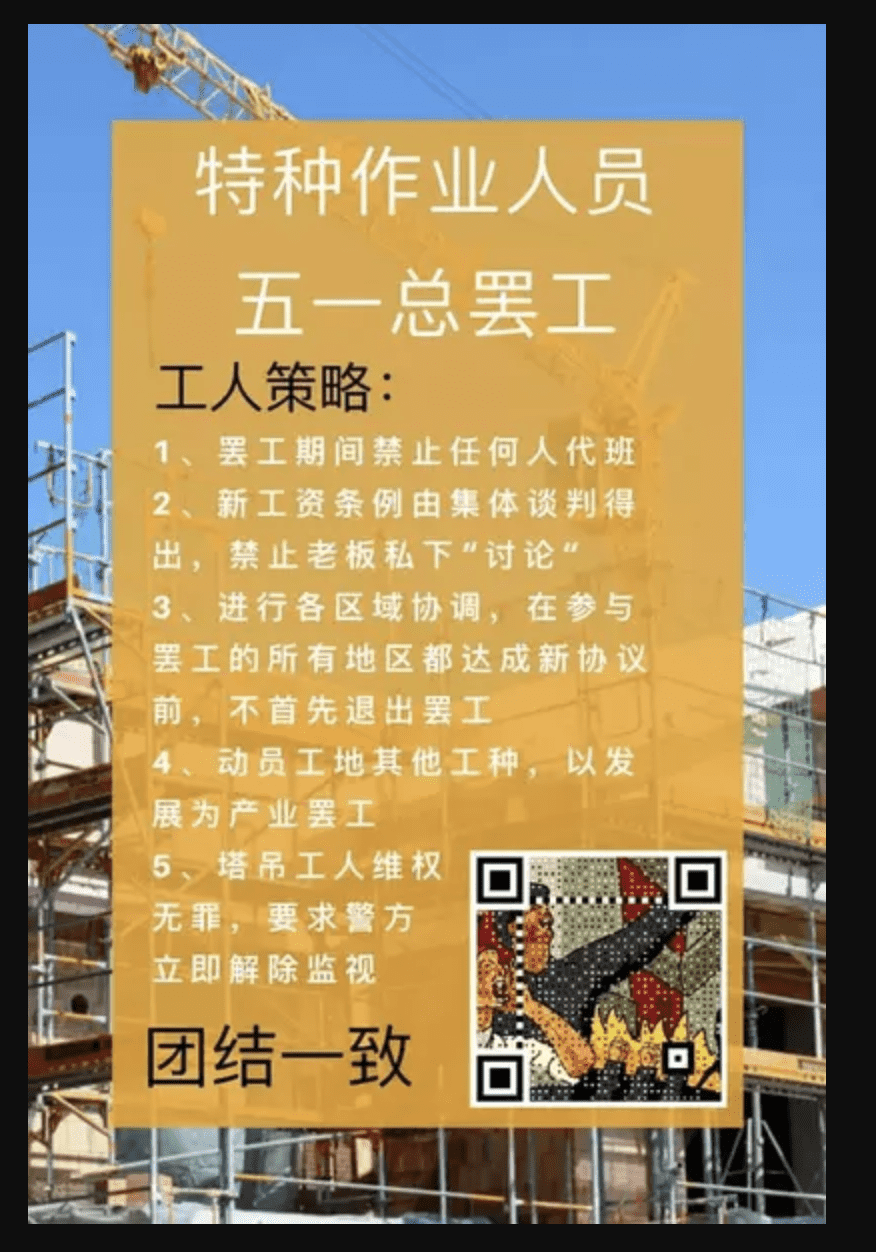 特种作业人员
五一总罢工
工人策略：
1、罢工期间禁止任何人代班
2、新工资条例由集体谈判得
出，禁止老板私下“讨论“
3、进行各区域协调，在参与
罢工的所有地区都达成新协议
前，不首先退出罢工
4、动员工地其他工种，以发
展为产业罢工
5、塔吊工人维权
无罪，要求警方
立即解除监视
团结一致